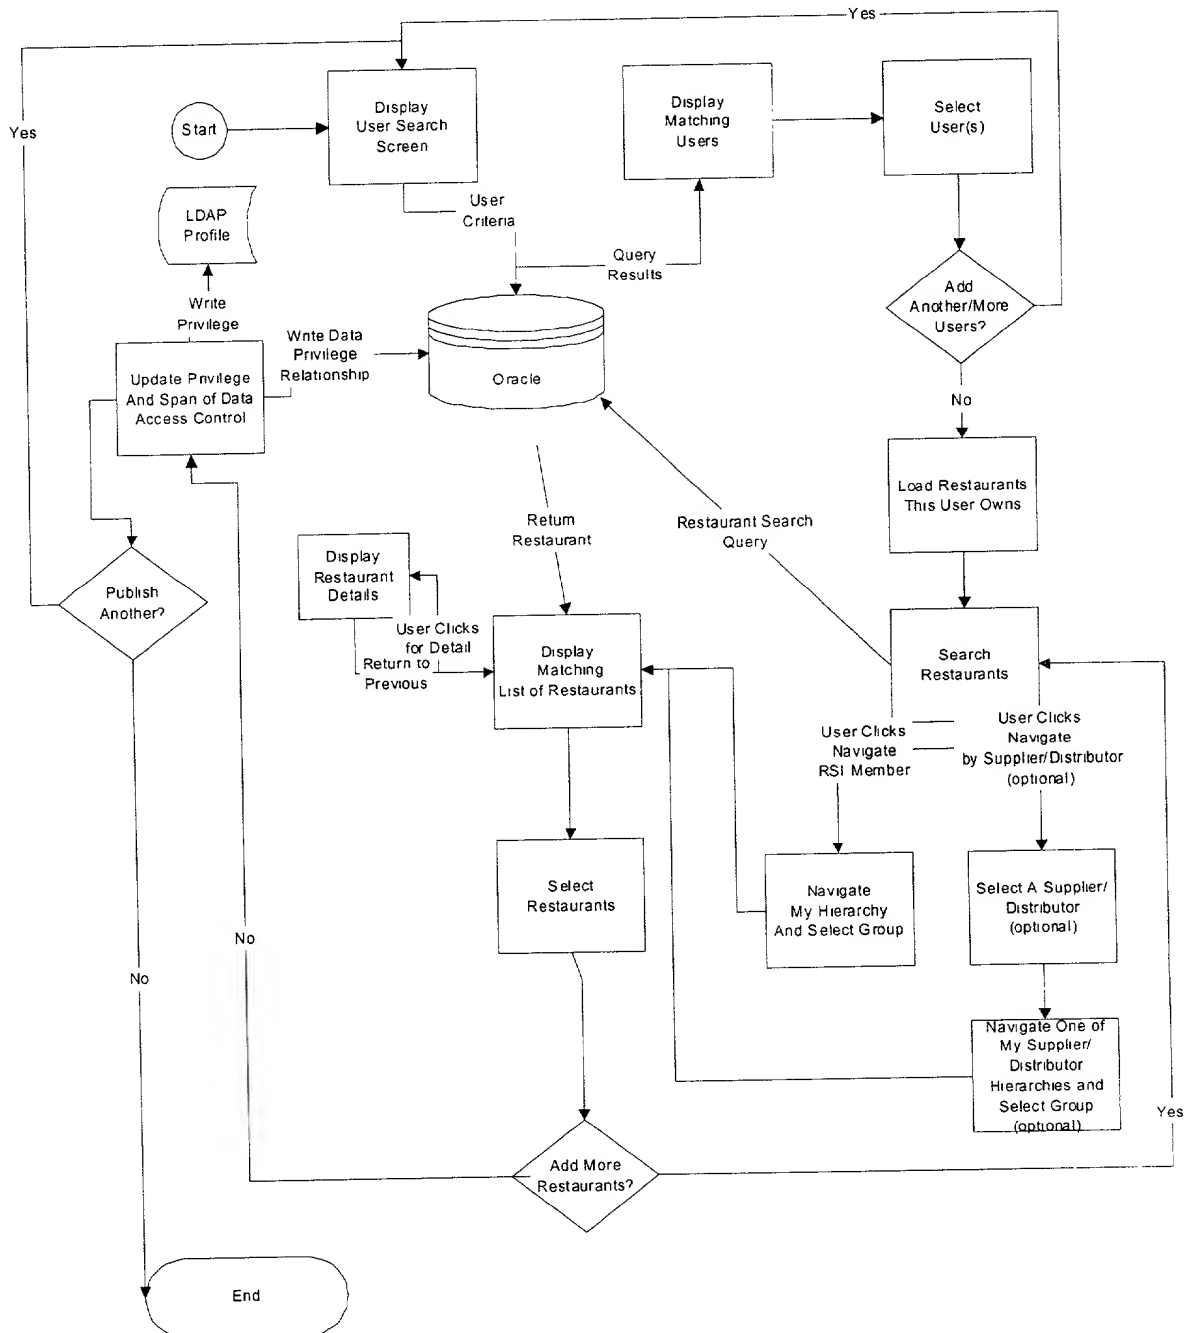 Yes
Yes
Start
Display
User Search
Screen
Display
Matching
Users
Select
User(s)
LDAP
Profile
User
Criteria
Query
Results
Add
Another/More
Users?
Write
Privilege
Write Data
Privilege
Relationship
Update Privilege
And Span of Data
Access Control
Oracle
No
Load Restaurants
This User Owns
Return
Restaurant
Restaurant Search
Query
Display
Restaurant
Details
Publish
Another?
User Clicks
for Detail
Return to
Previous
Display
Matching
List of Restaurants
Search
Restaurants
User Clicks
Navigate
RSI Member
User Clicks
Navigate
by Supplier/Distributor
(optional)
Select
Restaurants
Navigate
My Hierarchy
And Select Group
Select A Supplier/
Distributor
(optional)
No
No
Navigate One of
My Supplier/
Distributor
Hierarchies and
Select Group
(optional)
Yes
Add More
Restaurants?
End